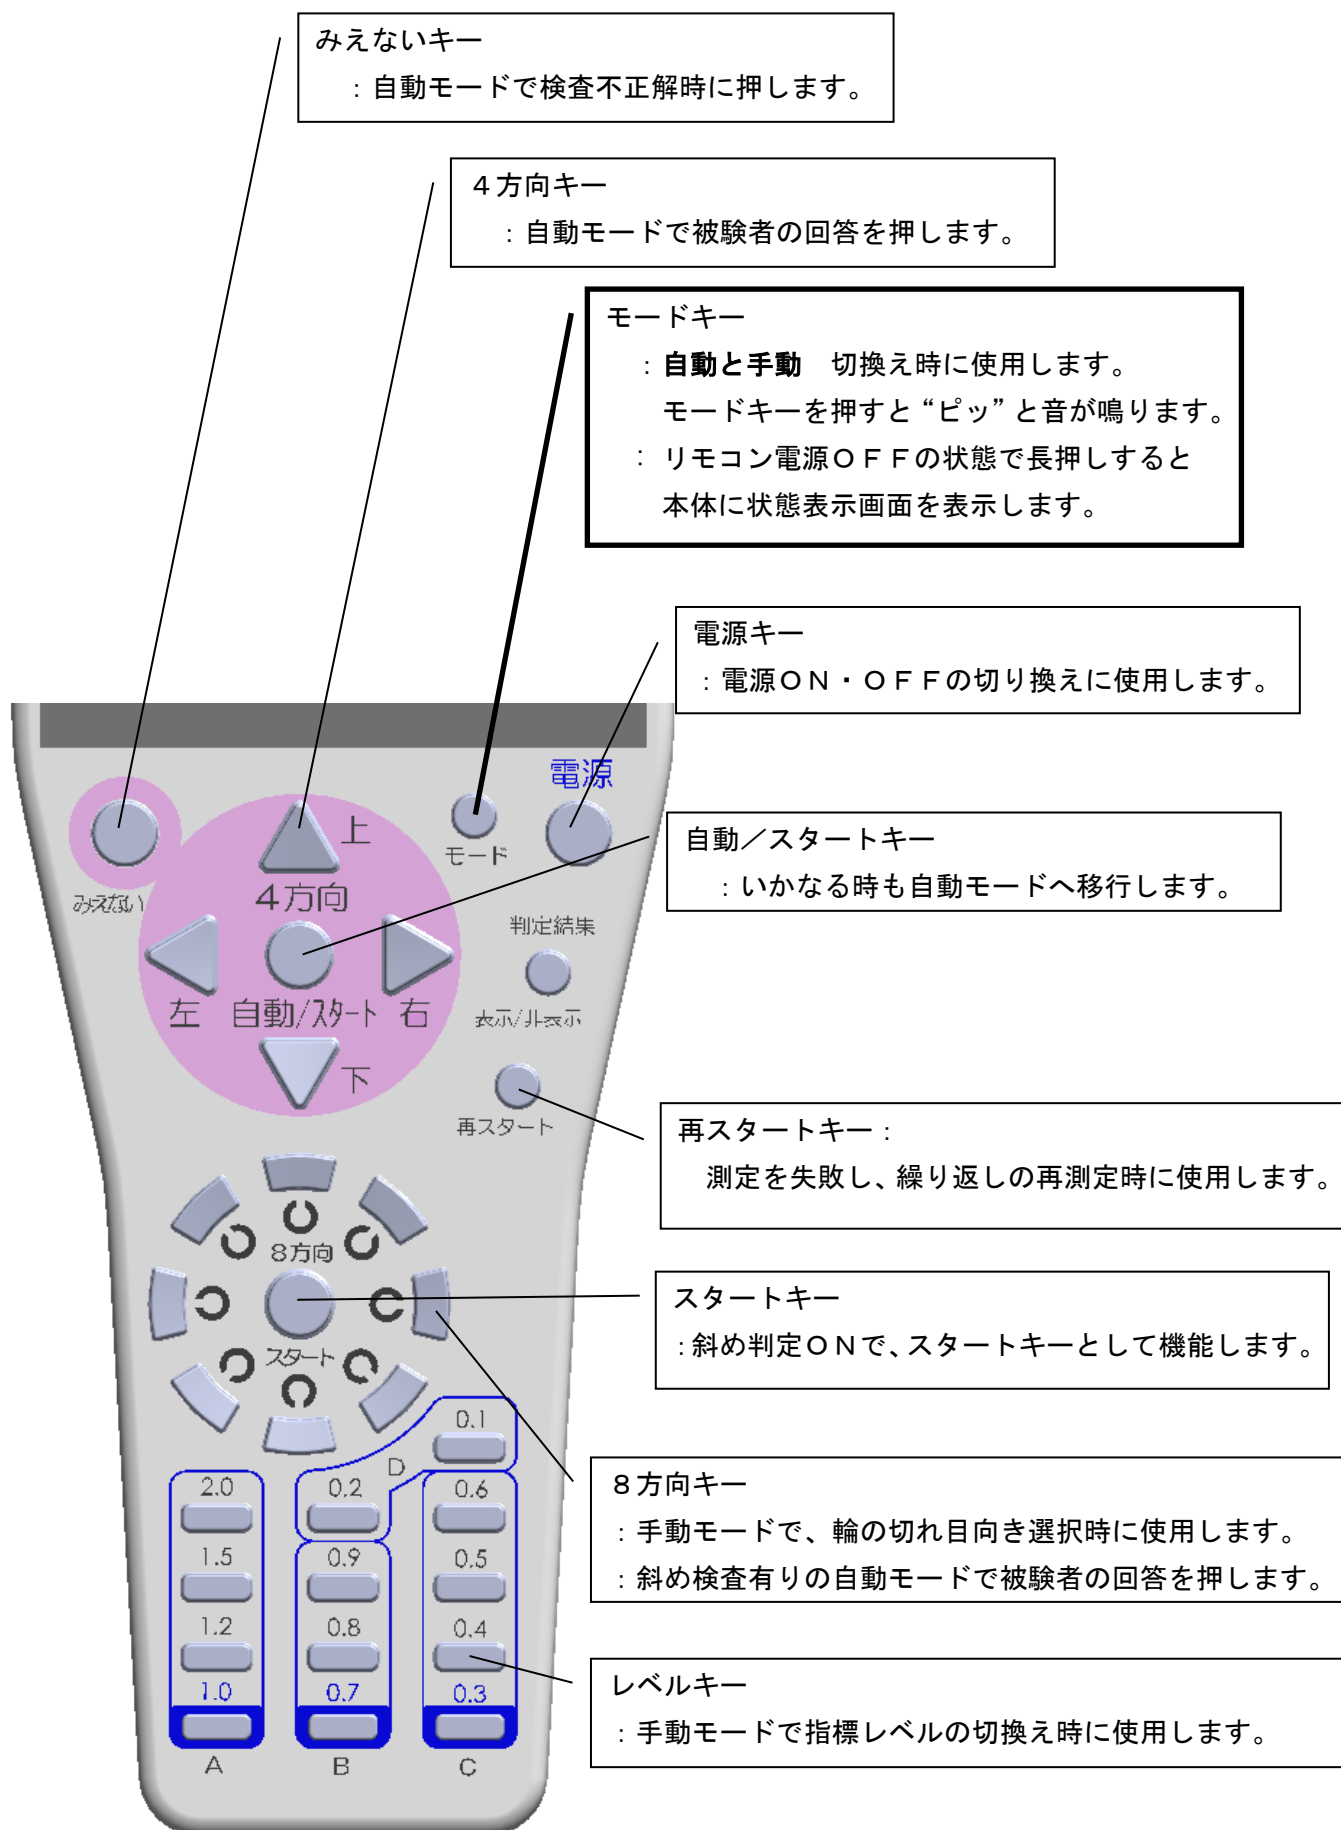 みえないキー
：自動モードで検査不正解時に押します。
４方向キー
：自動モードで被験者の回答を押します。
モードキー
：自動と手動　切換え時に使用します。
モードキーを押すと“ピッ”と音が鳴ります。
：リモコン電源ＯＦＦの状態で長押しすると
本体に状態表示画面を表示します。
電源キー
：電源ＯＮ・ＯＦＦの切り換えに使用します。
自動／スタートキー
：いかなる時も自動モードへ移行します。
再スタートキー：
測定を失敗し、繰り返しの再測定時に使用します。
スタートキー
：斜め判定ＯＮで、スタートキーとして機能します。
８方向キー
：手動モードで、輪の切れ目向き選択時に使用します。
：斜め検査有りの自動モードで被験者の回答を押します。
レベルキー
：手動モードで指標レベルの切換え時に使用します。
電源
上
モード
みえない
４方向
判定結集
左 自動/スタート 右
表示/非表示
下
再スタート
８方向
スタート
0.1
D
2.0 0.2 0.6
1.5 0.9 0.5
1.2 0.8 0.4
1.0 0.7 0.3
A B C